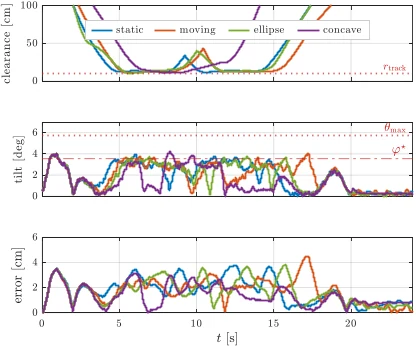 clearance [cm]
100
50
0
static moving ellipse concave
r_track
tilt [deg]
6
4
2
0
θ_max
φ*
error [cm]
6
4
2
0
0 5 10 15 20
t [s]